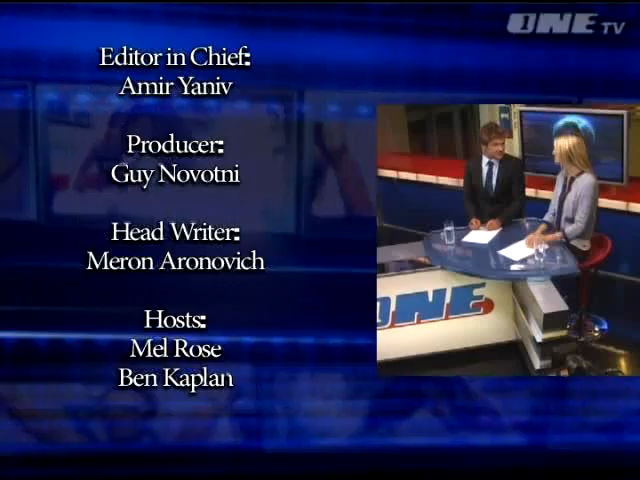 ONE TV
Editor in Chief:
Amir Yaniv
Producer:
Guy Novotni
Head Writer:
Meron Aronovich
Hosts:
Mel Rose
Ben Kaplan
ONE